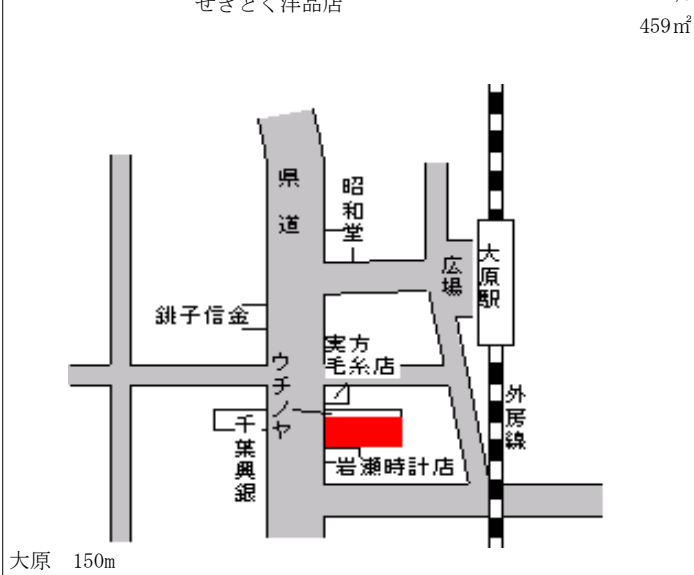 せきとく洋品店
459㎡
県道
昭和堂
広場
大原駅
銚子信金
実方
毛糸店
ウチノヤ
外房線
千葉興銀
岩瀬時計店
大原 150m